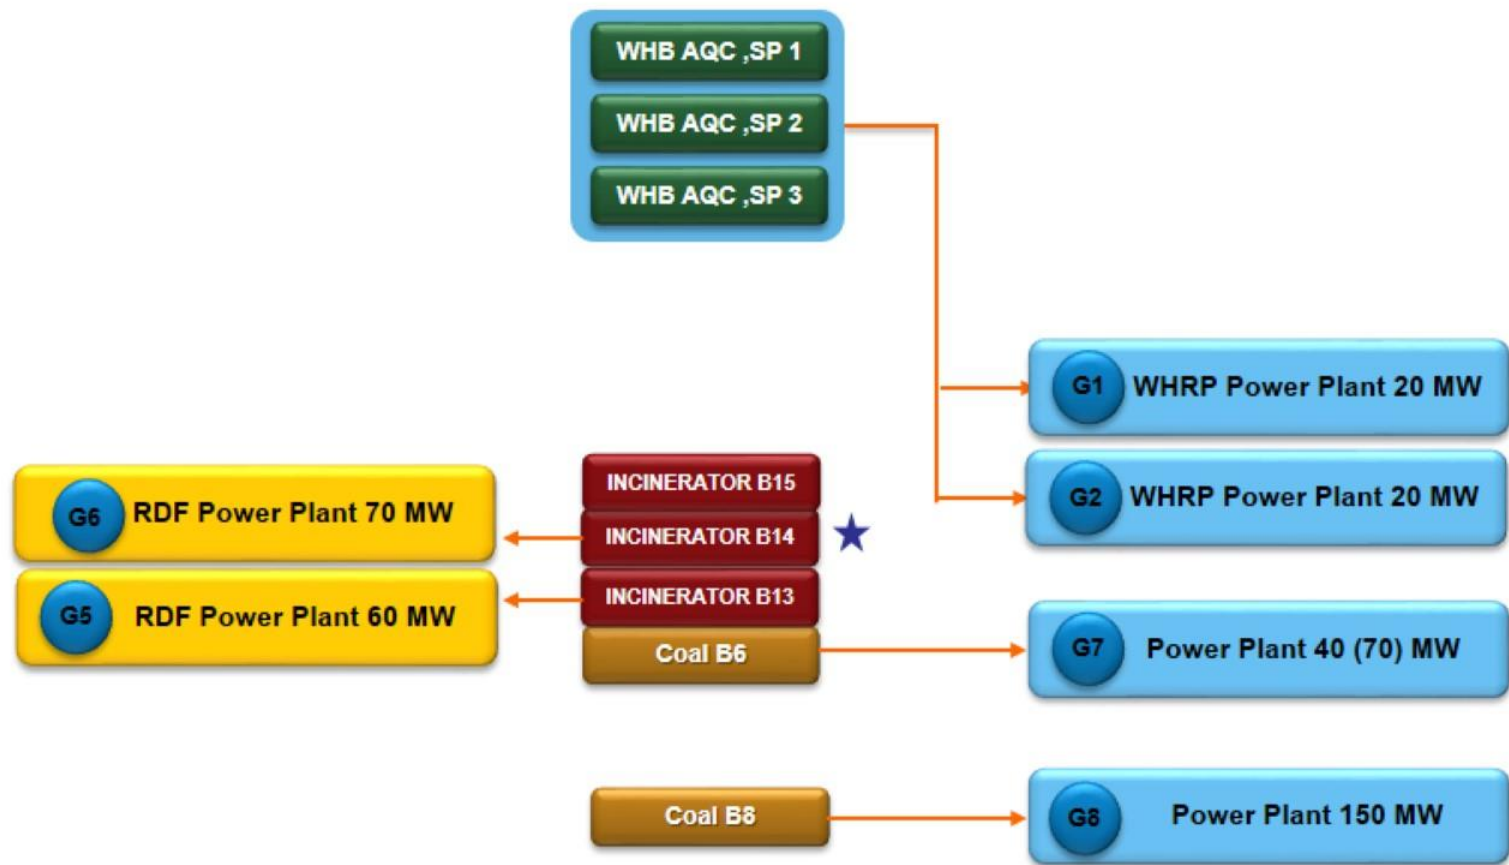 WHB AQC ,SP 1
WHB AQC ,SP 2
WHB AQC ,SP 3
G1 WHRP Power Plant 20 MW
G2 WHRP Power Plant 20 MW
G6 RDF Power Plant 70 MW
G5 RDF Power Plant 60 MW
INCINERATOR B15
INCINERATOR B14
INCINERATOR B13
Coal B6
G7 Power Plant 40 (70) MW
Coal B8
G8 Power Plant 150 MW